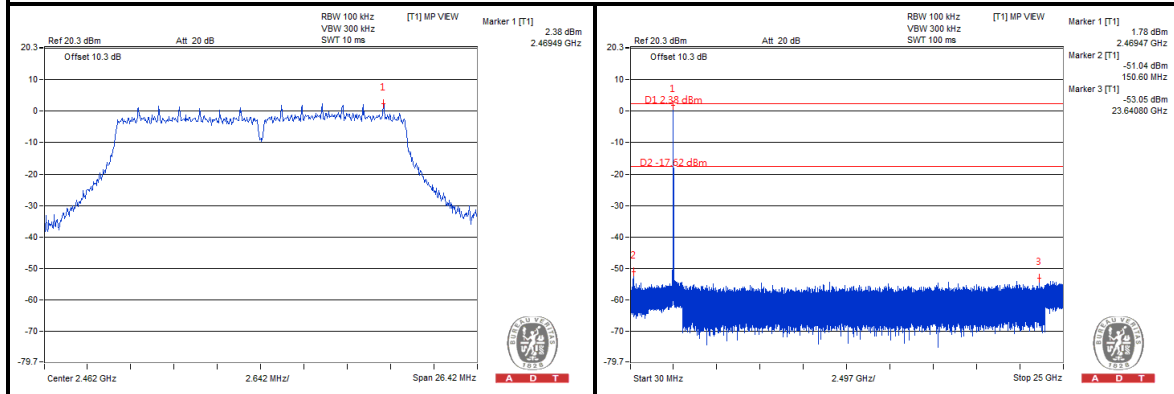 RBW 100 kHz
VBW 300 kHz
SWT 10 ms
[T1] MP VIEW
Marker 1 [T1]
2.38 dBm
2.46949 GHz
Ref 20.3 dBm
Att 20 dB
Offset 10.3 dB
20.3
10
0
-10
-20
-30
-40
-50
-60
-70
-79.7
1
Center 2.462 GHz
2.642 MHz/
Span 26.42 MHz
BUREAU VERITAS
1828
A D T
RBW 100 kHz
VBW 300 kHz
SWT 100 ms
[T1] MP VIEW
Marker 1 [T1]
1.78 dBm
2.46947 GHz
Marker 2 [T1]
-51.04 dBm
150.60 MHz
Marker 3 [T1]
-53.05 dBm
23.64080 GHz
Ref 20.3 dBm
Att 20 dB
Offset 10.3 dB
20.3
10
0
-10
-20
-30
-40
-50
-60
-70
-79.7
1
D1 2.38 dBm
D2 -17.62 dBm
2
3
Start 30 MHz
2.497 GHz/
Stop 25 GHz
BUREAU VERITAS
1828
A D T